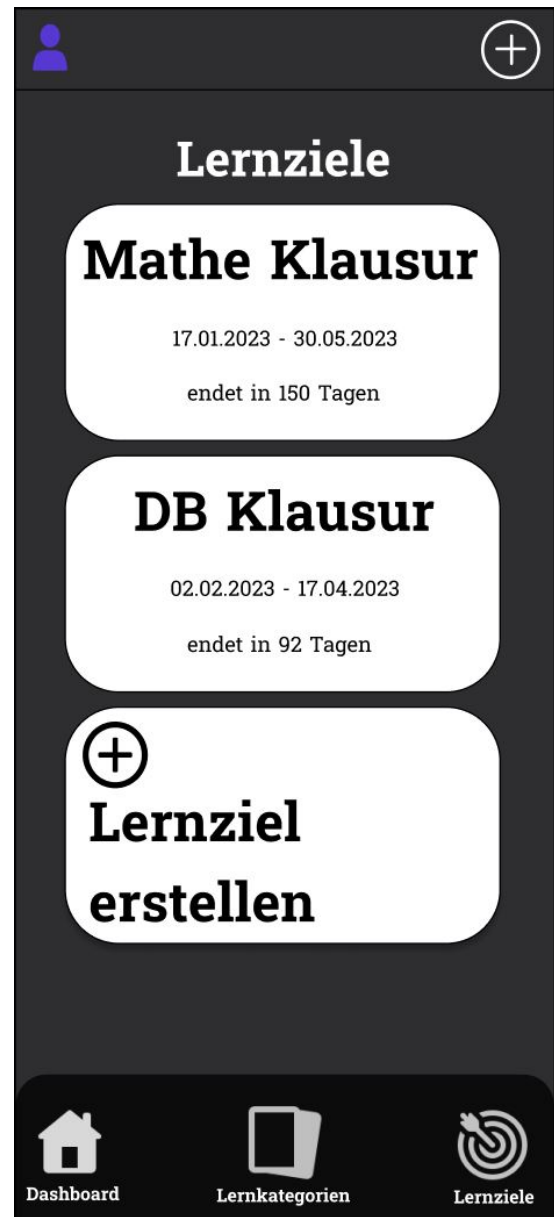 Lernziele
Mathe Klausur
17.01.2023 - 30.05.2023
endet in 150 Tagen
DB Klausur
02.02.2023 - 17.04.2023
endet in 92 Tagen
Lernziel
erstellen
Dashboard
Lernkategorien
Lernziele